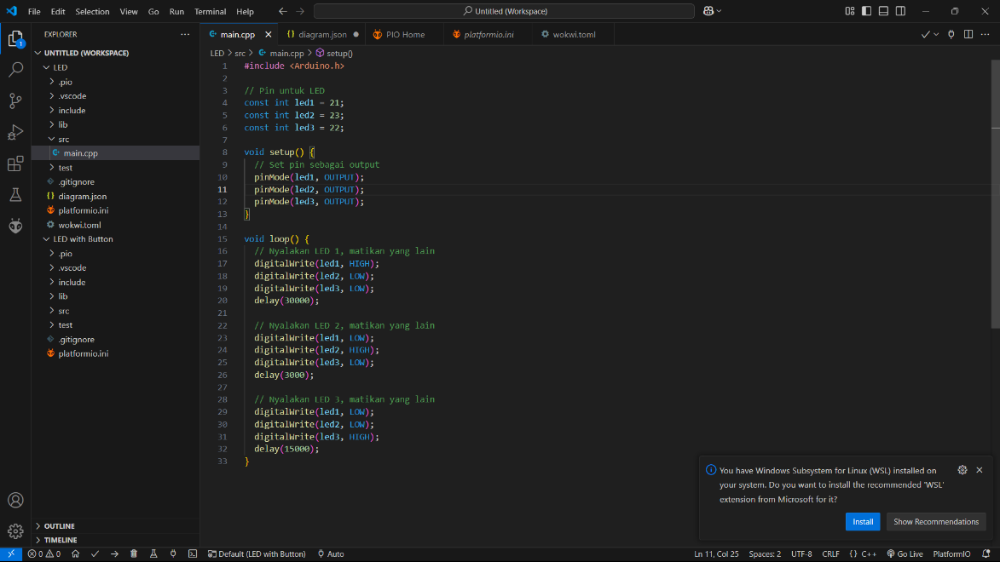 File Edit Selection View Go Run Terminal Help
Untitled (Workspace)
EXPLORER
UNTITLED (WORKSPACE)
LED
.pio
.vscode
include
lib
src
main.cpp
test
.gitignore
diagram.json
platformio.ini
wokwi.toml
LED with Button
.pio
.vscode
include
lib
src
test
.gitignore
platformio.ini
OUTLINE
TIMELINE
main.cpp diagram.json PIO Home platformio.ini wokwi.toml
LED > src > main.cpp > setup()
1 #include <Arduino.h>
2
3 // Pin untuk LED
4 const int led1 = 21;
5 const int led2 = 23;
6 const int led3 = 22;
7
8 void setup() {
9 // Set pin sebagai output
10 pinMode(led1, OUTPUT);
11 pinMode(led2, OUTPUT);
12 pinMode(led3, OUTPUT);
13 }
14
15 void loop() {
16 // Nyalakan LED 1, matikan yang lain
17 digitalWrite(led1, HIGH);
18 digitalWrite(led2, LOW);
19 digitalWrite(led3, LOW);
20 delay(30000);
21
22 // Nyalakan LED 2, matikan yang lain
23 digitalWrite(led1, LOW);
24 digitalWrite(led2, HIGH);
25 digitalWrite(led3, LOW);
26 delay(3000);
27
28 // Nyalakan LED 3, matikan yang lain
29 digitalWrite(led1, LOW);
30 digitalWrite(led2, LOW);
31 digitalWrite(led3, HIGH);
32 delay(15000);
33 }
You have Windows Subsystem for Linux (WSL) installed on
your system. Do you want to install the recommended 'WSL'
extension from Microsoft for it?
Install Show Recommendations
0 0 Default (LED with Button) Auto Ln 11, Col 25 Spaces: 2 UTF-8 CRLF {} C++ Go Live PlatformIO